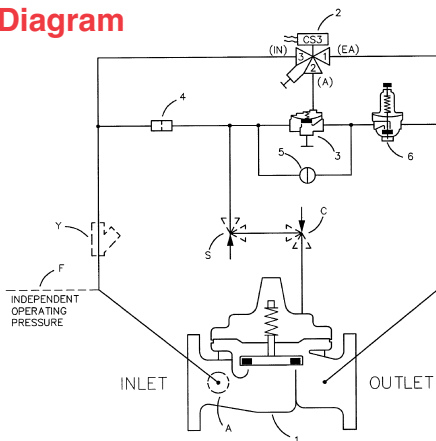 Diagram
2
CS3
(IN) 3 1 (EA)
2
(A)
4
3
5
6
Y
S
C
F
INDEPENDENT
OPERATING
PRESSURE
INLET
OUTLET
A
1